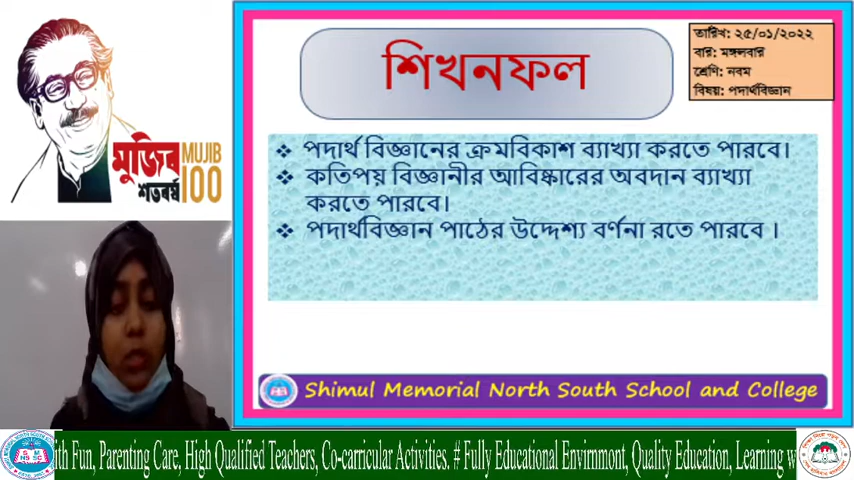 শিখনফল
তারিখ: ২৫/০১/২০২২
বার: মঙ্গলবার
শ্রেণি: নবম
বিষয়: পদার্থবিজ্ঞান
❖ পদার্থ বিজ্ঞানের ক্রমবিকাশ ব্যাখ্যা করতে পারবে।
❖ কতিপয় বিজ্ঞানীর আবিষ্কারের অবদান ব্যাখ্যা
করতে পারবে।
❖ পদার্থবিজ্ঞান পাঠের উদ্দেশ্য বর্ণনা রতে পারবে ।
মুজিব
শতবর্ষ
MUJIB
100
Shimul Memorial North South School and College
ith Fun, Parenting Care, High Qualified Teachers, Co-carricular Activities. # Fully Educational Envirnment, Quality Education, Learning w